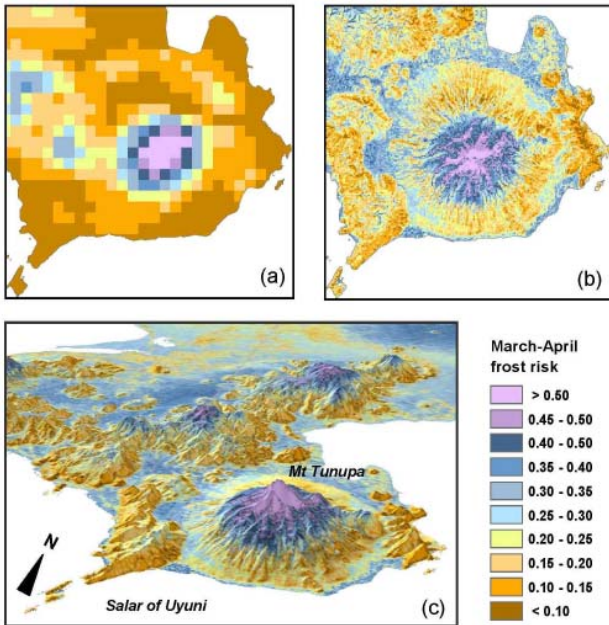 (a)
(b)
March-April
frost risk
> 0.50
0.45 - 0.50
0.40 - 0.50
0.35 - 0.40
0.30 - 0.35
0.25 - 0.30
0.20 - 0.25
0.15 - 0.20
0.10 - 0.15
< 0.10
Mt Tunupa
N
Salar of Uyuni
(c)